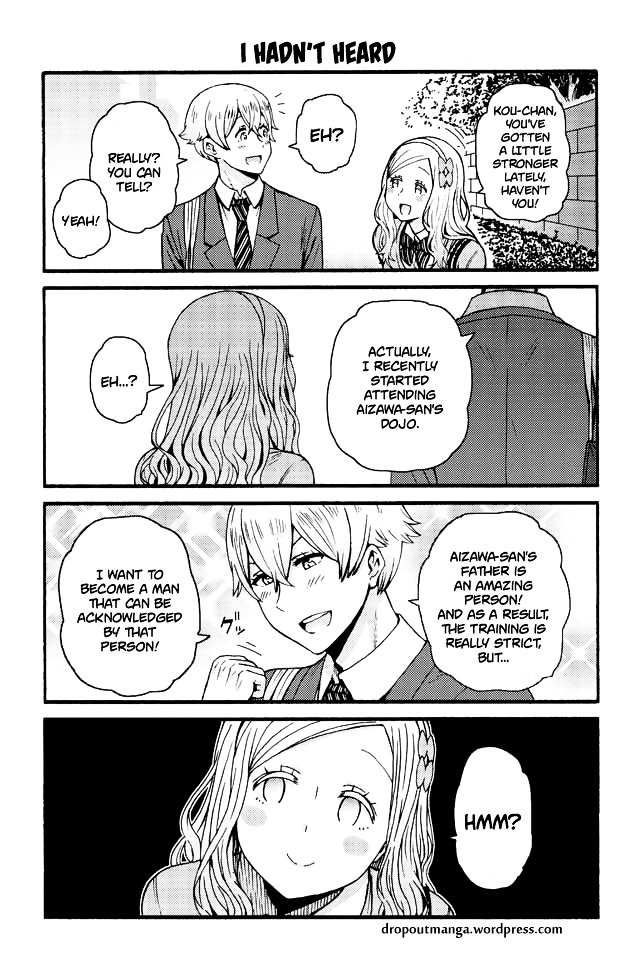 I HADN'T HEARD
KOU-CHAN,
YOU'VE
GOTTEN
A LITTLE
STRONGER
LATELY,
HAVEN'T
YOU!
EH?
REALLY?
YOU CAN
TELL?
YEAH!
ACTUALLY,
I RECENTLY
STARTED
ATTENDING
AIZAWA-SAN'S
DOJO.
EH...?
AIZAWA-SAN'S
FATHER IS
AN AMAZING
PERSON!
AND AS A RESULT,
THE TRAINING IS
REALLY STRICT,
BUT...
I WANT TO
BECOME A MAN
THAT CAN BE
ACKNOWLEDGED
BY THAT
PERSON!
グッ
HMM?
dropoutmanga.wordpress.com